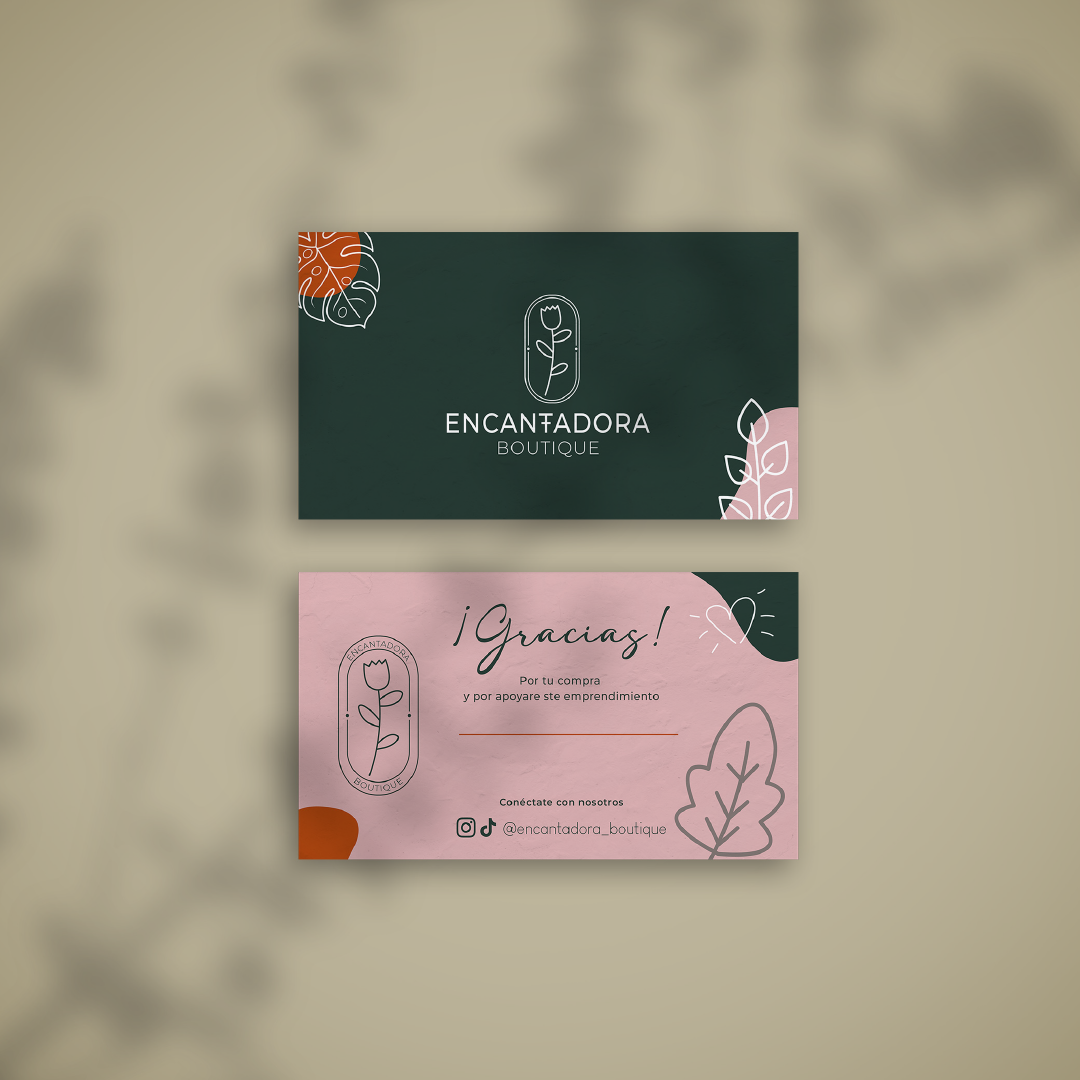 ENCANTADORA
BOUTIQUE
¡Gracias!
ENCANTADORA
BOUTIQUE
Por tu compra
y por apoyare ste emprendimiento
Conéctate con nosotros
@encantadora_boutique